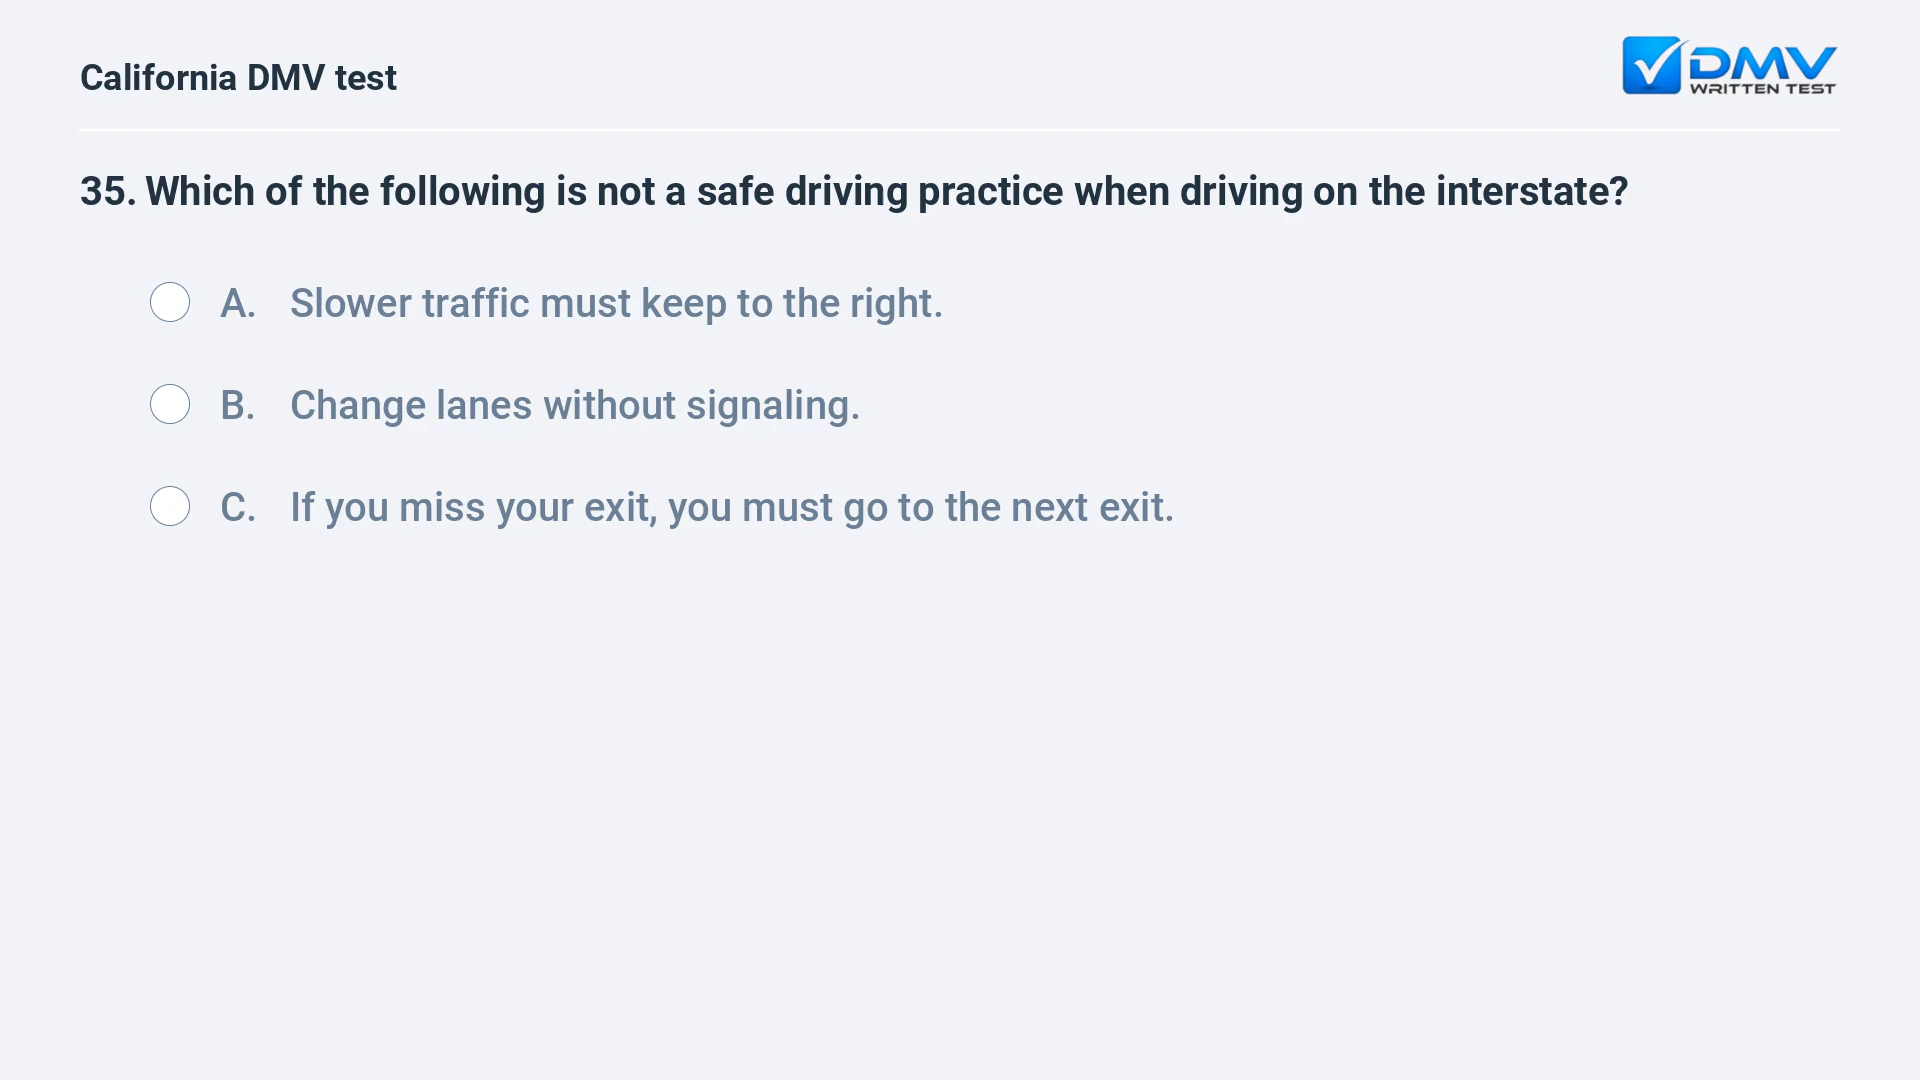 California DMV test
DMV
WRITTEN TEST
35. Which of the following is not a safe driving practice when driving on the interstate?
A. Slower traffic must keep to the right.
B. Change lanes without signaling.
C. If you miss your exit, you must go to the next exit.